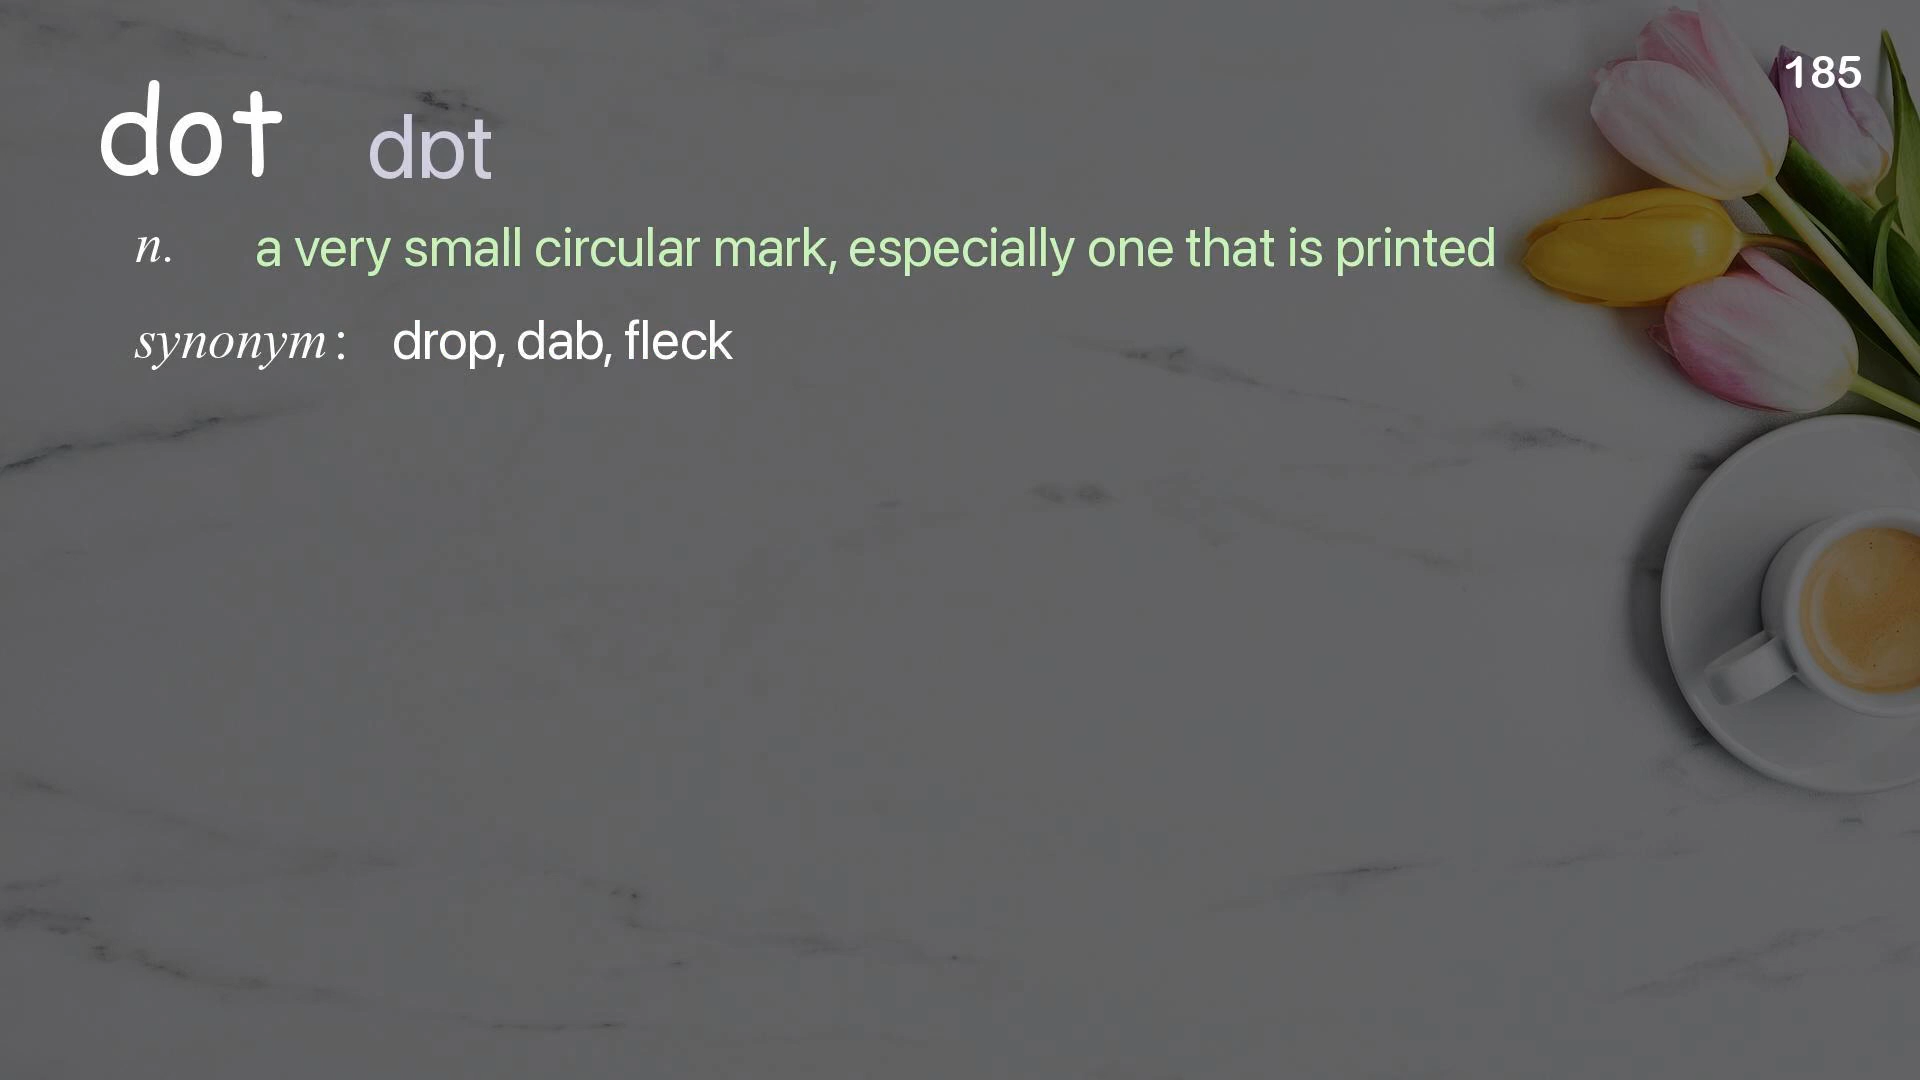 185
dot dɒt
n. a very small circular mark, especially one that is printed
synonym: drop, dab, fleck